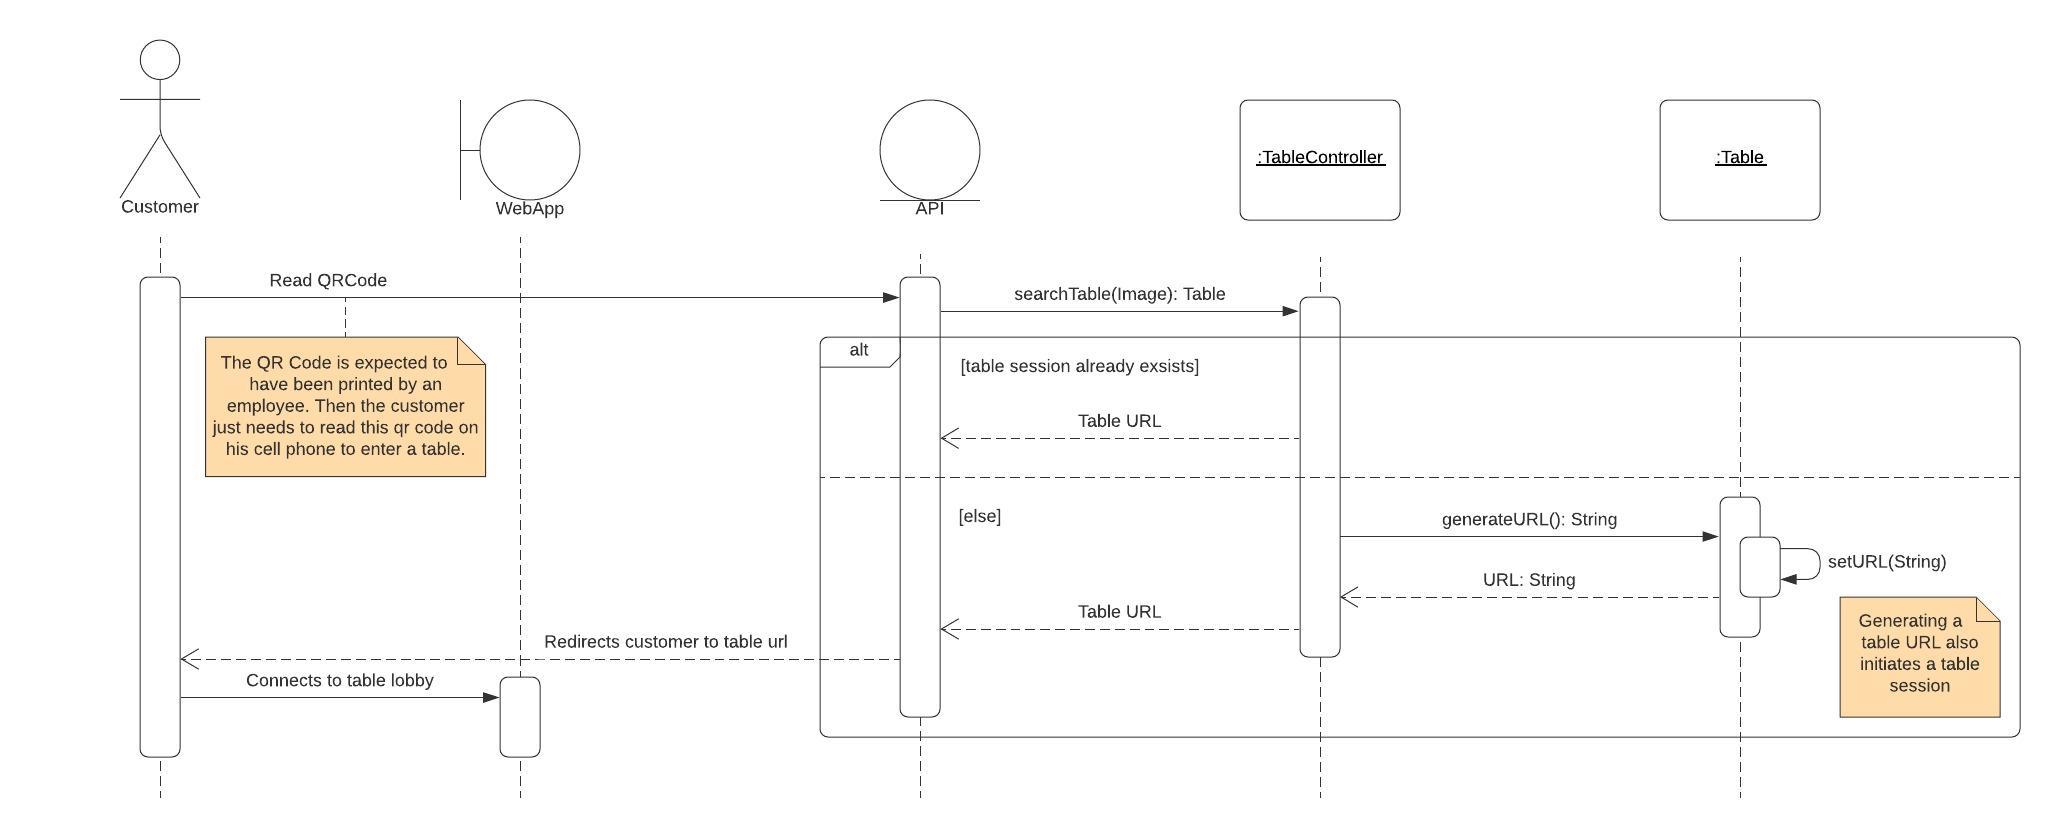 Customer
WebApp
API
:TableController
:Table
Read QRCode
searchTable(Image): Table
The QR Code is expected to
have been printed by an
employee. Then the customer
just needs to read this qr code on
his cell phone to enter a table.
alt
[table session already exsists]
Table URL
[else]
generateURL(): String
setURL(String)
URL: String
Table URL
Generating a
table URL also
initiates a table
session
Redirects customer to table url
Connects to table lobby